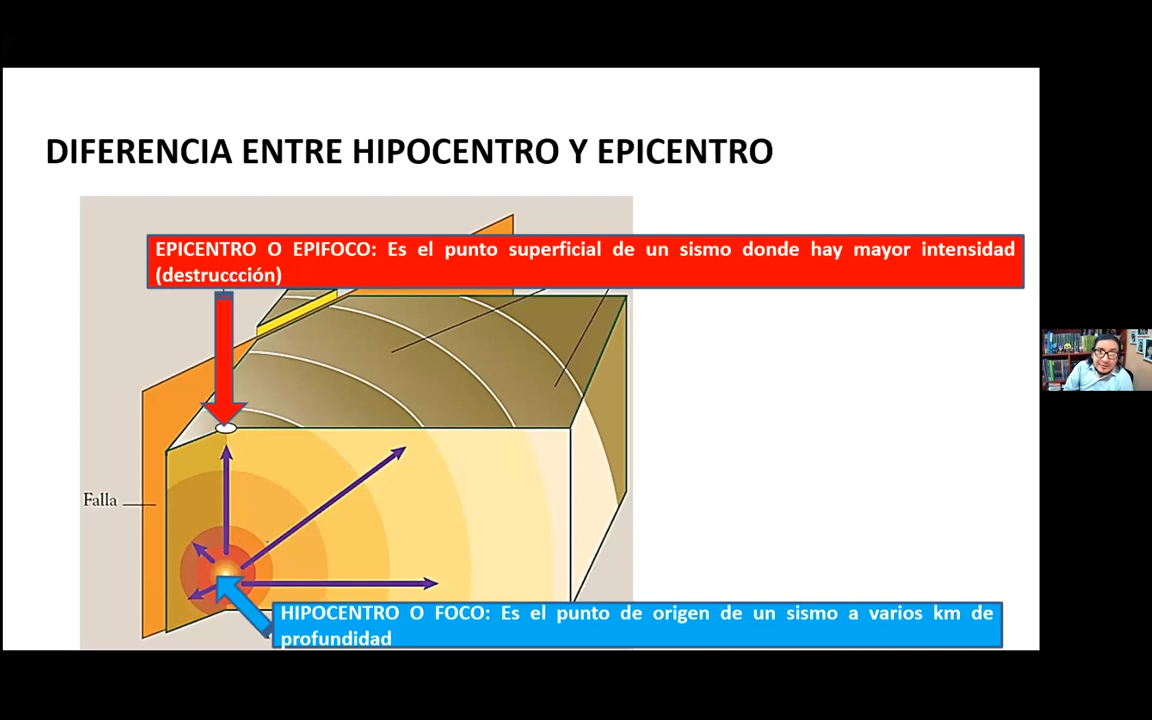 DIFERENCIA ENTRE HIPOCENTRO Y EPICENTRO
EPICENTRO O EPIFOCO: Es el punto superficial de un sismo donde hay mayor intensidad
(destruccción)
Falla
HIPOCENTRO O FOCO: Es el punto de origen de un sismo a varios km de
profundidad